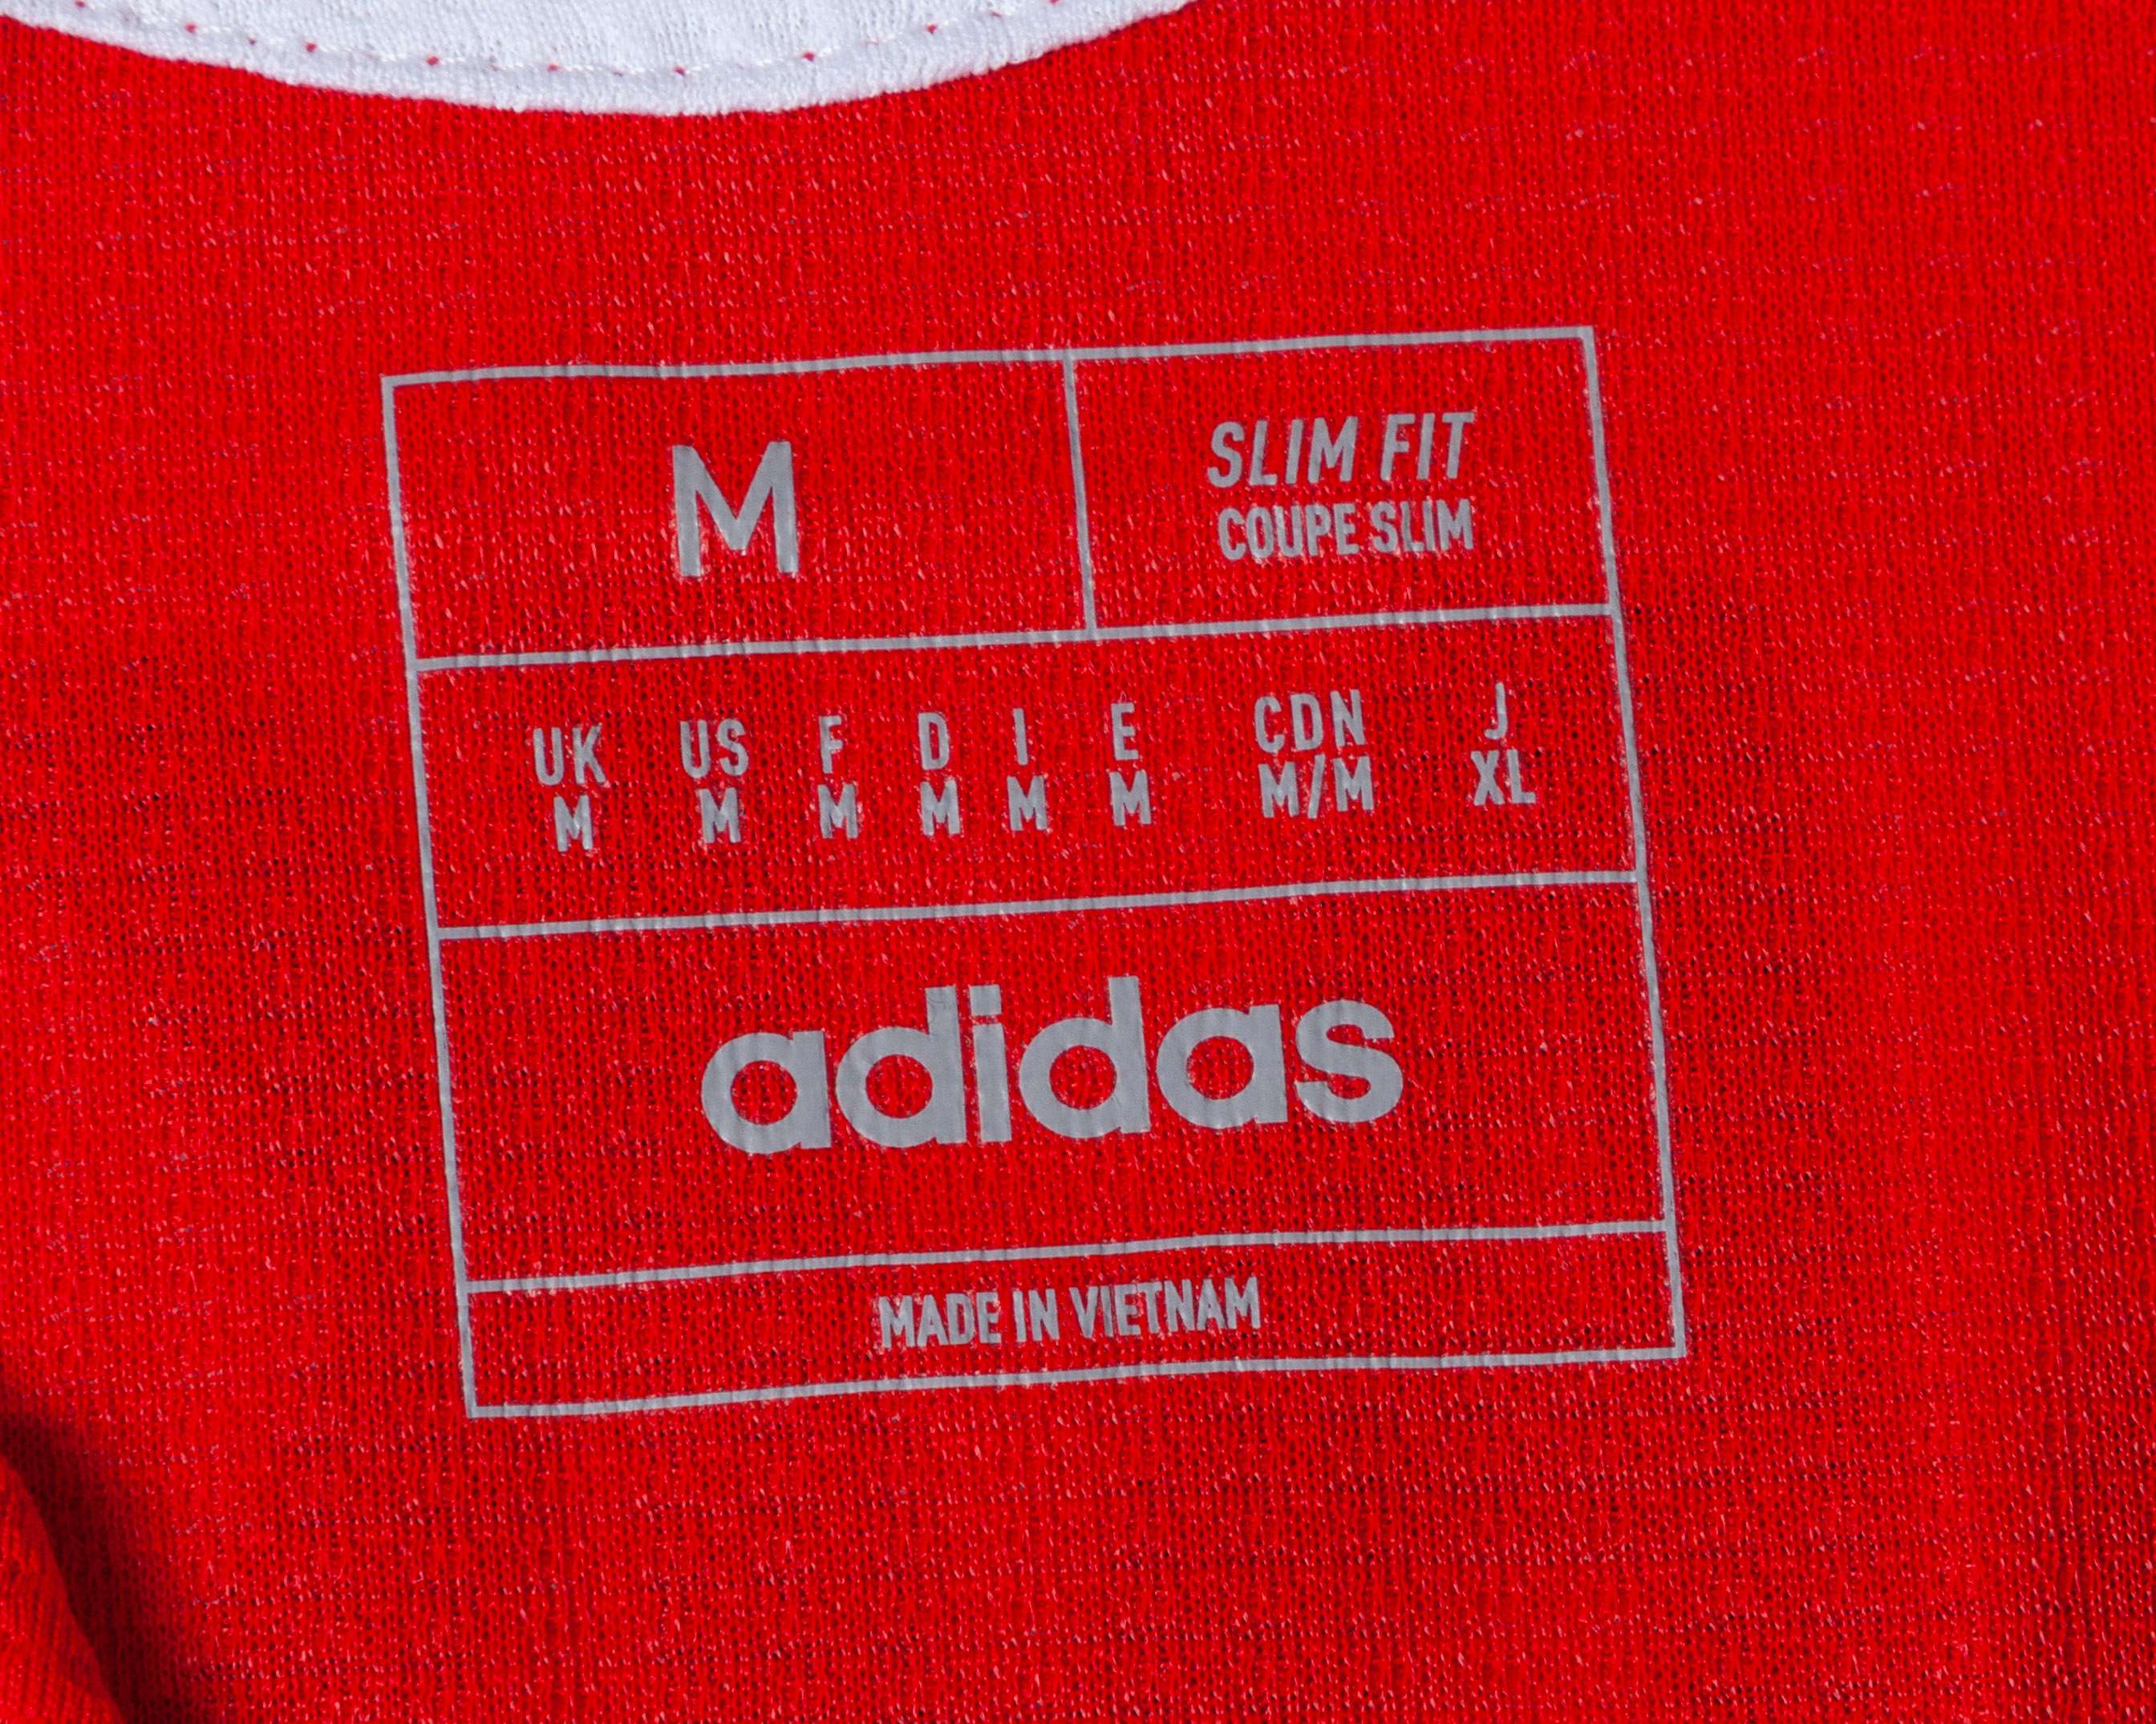 M
SLIM FIT
COUPE SLIM
UK US F D I E CDN J
M M M M M M M/M XL
adidas
MADE IN VIETNAM